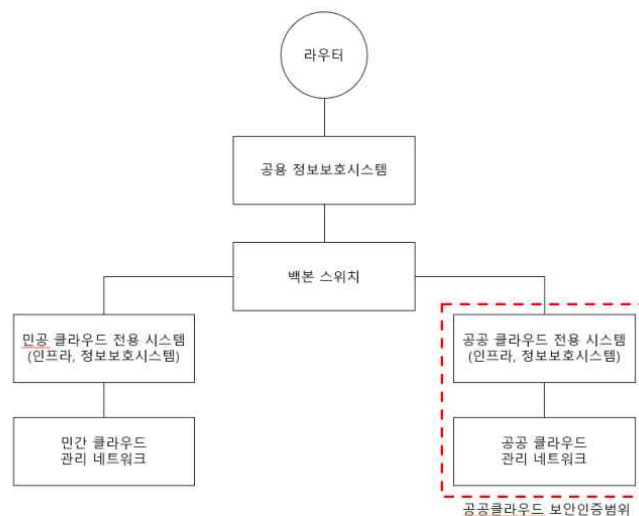 라우터
공용 정보보호시스템
백본 스위치
민공 클라우드 전용 시스템
(인프라, 정보보호시스템)
공공 클라우드 전용 시스템
(인프라, 정보보호시스템)
민간 클라우드
관리 네트워크
공공 클라우드
관리 네트워크
공공클라우드 보안인증범위